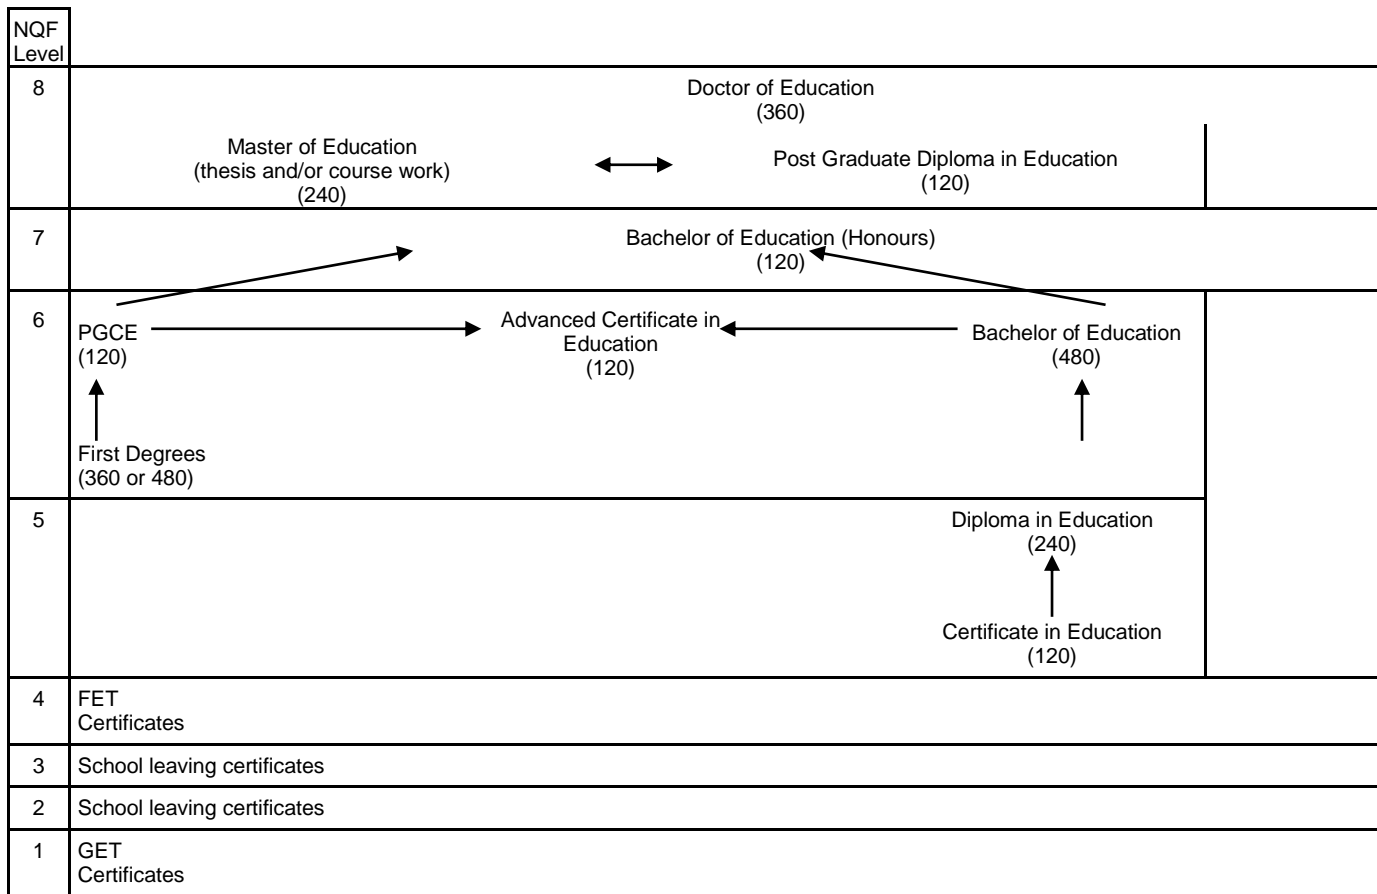 NQF
Level
8
Doctor of Education
(360)
Master of Education
(thesis and/or course work)
(240)
Post Graduate Diploma in Education
(120)
7
Bachelor of Education (Honours)
(120)
6
PGCE
(120)
Advanced Certificate in
Education
(120)
Bachelor of Education
(480)
First Degrees
(360 or 480)
5
Diploma in Education
(240)
Certificate in Education
(120)
4
FET
Certificates
3
School leaving certificates
2
School leaving certificates
1
GET
Certificates